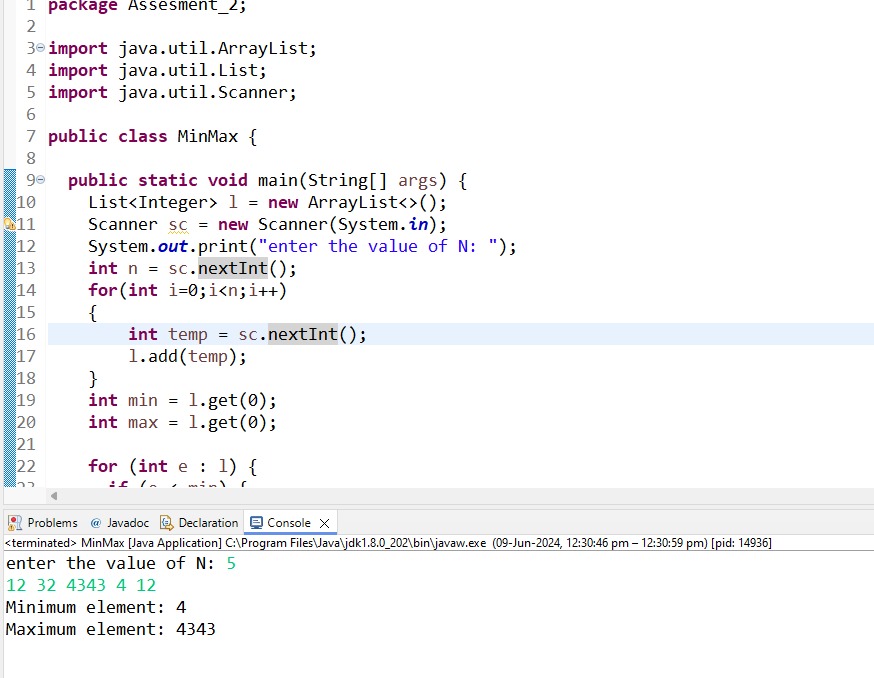 1 package Assesment_2;
2
3 import java.util.ArrayList;
4 import java.util.List;
5 import java.util.Scanner;
6
7 public class MinMax {
8
9 public static void main(String[] args) {
10 List<Integer> l = new ArrayList<>();
11 Scanner sc = new Scanner(System.in);
12 System.out.print("enter the value of N: ");
13 int n = sc.nextInt();
14 for(int i=0;i<n;i++)
15 {
16 int temp = sc.nextInt();
17 l.add(temp);
18 }
19 int min = l.get(0);
20 int max = l.get(0);
21
22 for (int e : l) {
23 if (e < min) {
Problems @ Javadoc Declaration Console
<terminated> MinMax [Java Application] C:\Program Files\Java\jdk1.8.0_202\bin\javaw.exe (09-Jun-2024, 12:30:46 pm – 12:30:59 pm) [pid: 14936]
enter the value of N: 5
12 32 4343 4 12
Minimum element: 4
Maximum element: 4343